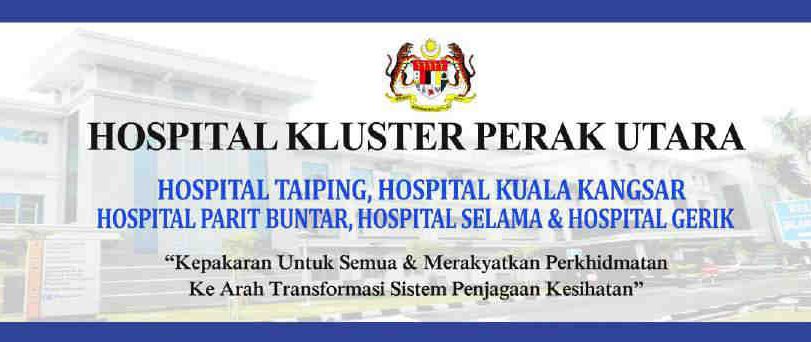 HOSPITAL KLUSTER PERAK UTARA
HOSPITAL TAIPING, HOSPITAL KUALA KANGSAR
HOSPITAL PARIT BUNTAR, HOSPITAL SELAMA & HOSPITAL GERIK
“Kepakaran Untuk Semua & Merakyatkan Perkhidmatan
Ke Arah Transformasi Sistem Penjagaan Kesihatan”